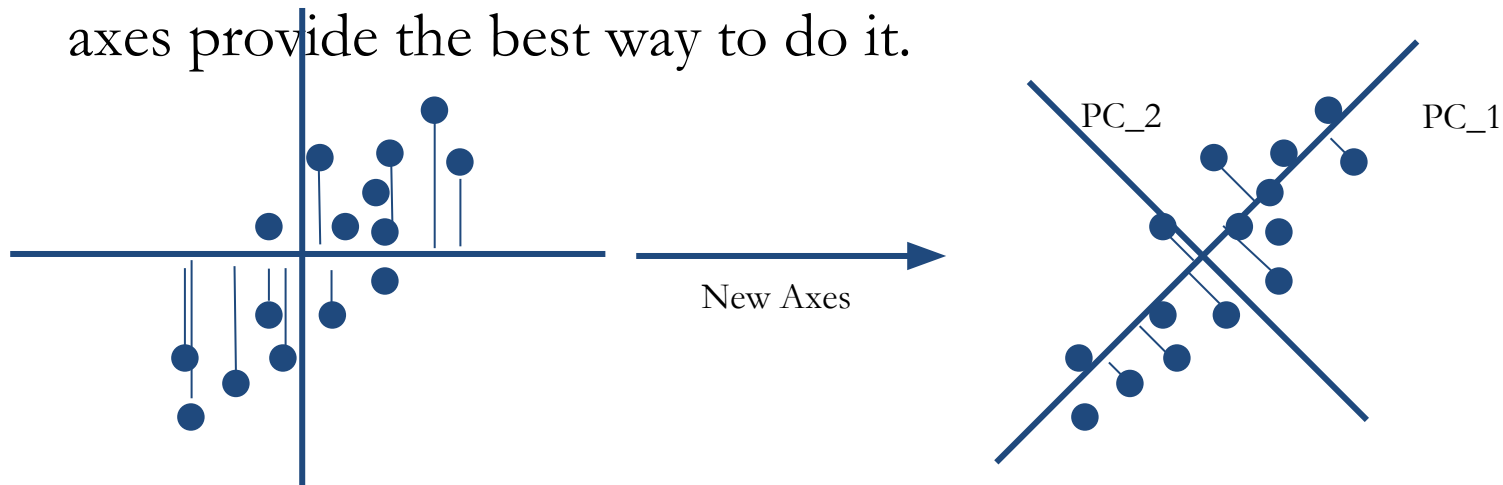 axes provide the best way to do it.
PC_2
PC_1
New Axes